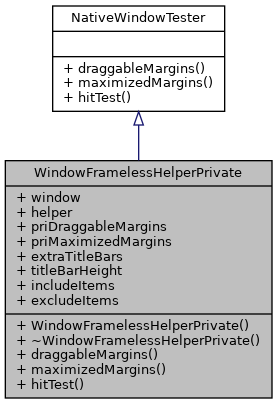 NativeWindowTester
+ draggableMargins()
+ maximizedMargins()
+ hitTest()
WindowFramelessHelperPrivate
+ window
+ helper
+ priDraggableMargins
+ priMaximizedMargins
+ extraTitleBars
+ titleBarHeight
+ includeItems
+ excludeItems
+ WindowFramelessHelperPrivate()
+ ~WindowFramelessHelperPrivate()
+ draggableMargins()
+ maximizedMargins()
+ hitTest()